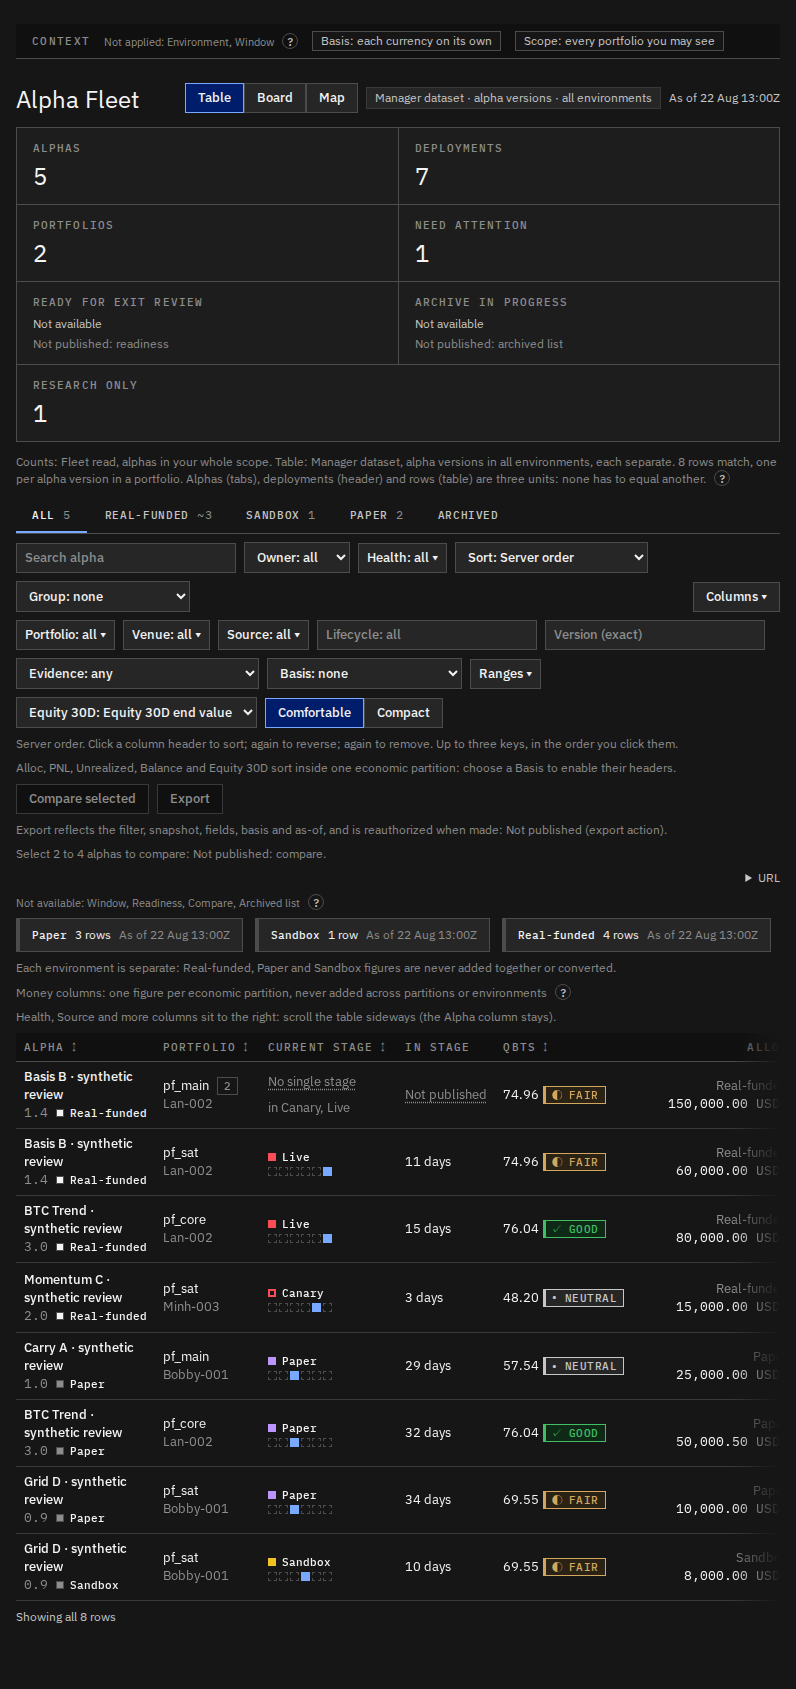 CONTEXT Not applied: Environment, Window ? Basis: each currency on its own Scope: every portfolio you may see
Alpha Fleet Table Board Map Manager dataset · alpha versions · all environments As of 22 Aug 13:00Z
ALPHAS DEPLOYMENTS
5 7
PORTFOLIOS NEED ATTENTION
2 1
READY FOR EXIT REVIEW ARCHIVE IN PROGRESS
Not available Not available
Not published: readiness Not published: archived list
RESEARCH ONLY
1
Counts: Fleet read, alphas in your whole scope. Table: Manager dataset, alpha versions in all environments, each separate. 8 rows match, one
per alpha version in a portfolio. Alphas (tabs), deployments (header) and rows (table) are three units: none has to equal another. ?
ALL 5 REAL-FUNDED ~3 SANDBOX 1 PAPER 2 ARCHIVED
Search alpha Owner: all Health: all ▾ Sort: Server order
Group: none Columns ▾
Portfolio: all ▾ Venue: all ▾ Source: all ▾ Lifecycle: all Version (exact)
Evidence: any Basis: none Ranges ▾
Equity 30D: Equity 30D end value Comfortable Compact
Server order. Click a column header to sort; again to reverse; again to remove. Up to three keys, in the order you click them.
Alloc, PNL, Unrealized, Balance and Equity 30D sort inside one economic partition: choose a Basis to enable their headers.
Compare selected Export
Export reflects the filter, snapshot, fields, basis and as-of, and is reauthorized when made: Not published (export action).
Select 2 to 4 alphas to compare: Not published: compare.
▶ URL
Not available: Window, Readiness, Compare, Archived list ?
Paper 3 rows As of 22 Aug 13:00Z Sandbox 1 row As of 22 Aug 13:00Z Real-funded 4 rows As of 22 Aug 13:00Z
Each environment is separate: Real-funded, Paper and Sandbox figures are never added together or converted.
Money columns: one figure per economic partition, never added across partitions or environments ?
Health, Source and more columns sit to the right: scroll the table sideways (the Alpha column stays).
ALPHA ↕ PORTFOLIO ↕ CURRENT STAGE ↕ IN STAGE QBTS ↕
Basis B · synthetic
review
1.4 Real-funded
pf_main 2
Lan-002
No single stage
in Canary, Live
Not published
74.96 FAIR
150,000.00
Basis B · synthetic
review
1.4 Real-funded
pf_sat
Lan-002
Live
11 days
74.96 FAIR
60,000.00
BTC Trend ·
synthetic review
3.0 Real-funded
pf_core
Lan-002
Live
15 days
76.04 ✓ GOOD
80,000.00
Momentum C ·
synthetic review
2.0 Real-funded
pf_sat
Minh-003
Canary
3 days
48.20 • NEUTRAL
15,000.00
Carry A · synthetic
review
1.0 Paper
pf_main
Bobby-001
Paper
29 days
57.54 • NEUTRAL
25,000.00
BTC Trend ·
synthetic review
3.0 Paper
pf_core
Lan-002
Paper
32 days
76.04 ✓ GOOD
50,000.50
Grid D · synthetic
review
0.9 Paper
pf_sat
Bobby-001
Paper
34 days
69.55 FAIR
10,000.00
Grid D · synthetic
review
0.9 Sandbox
pf_sat
Bobby-001
Sandbox
10 days
69.55 FAIR
8,000.00
Showing all 8 rows